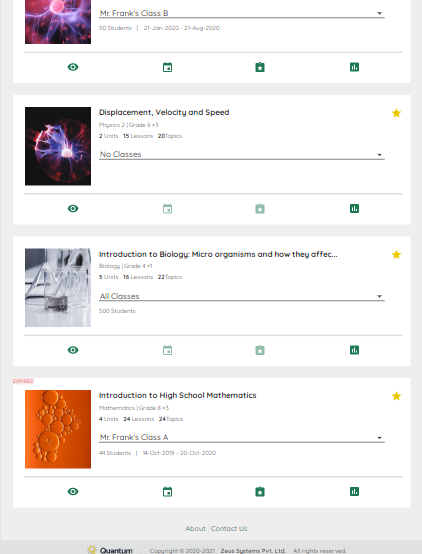 Mr. Frank's Class B
50 Students | 21-Jan-2020 - 21-Aug-2020
Displacement, Velocity and Speed
Physics 2 | Grade 6 +3
2 Units 15 Lessons 20Topics
No Classes
Introduction to Biology: Micro organisms and how they affec...
Biology | Grade 4 +1
5 Units 16 Lessons 22Topics
All Classes
500 Students
EXPIRED
Introduction to High School Mathematics
Mathematics | Grade 8 +3
4 Units 24 Lessons 24Topics
Mr. Frank's Class A
44 Students | 14-Oct-2019 - 20-Oct-2020
About | Contact Us
Quantum | Copyright © 2020-2021 Zeus Systems Pvt. Ltd. All rights reserved.